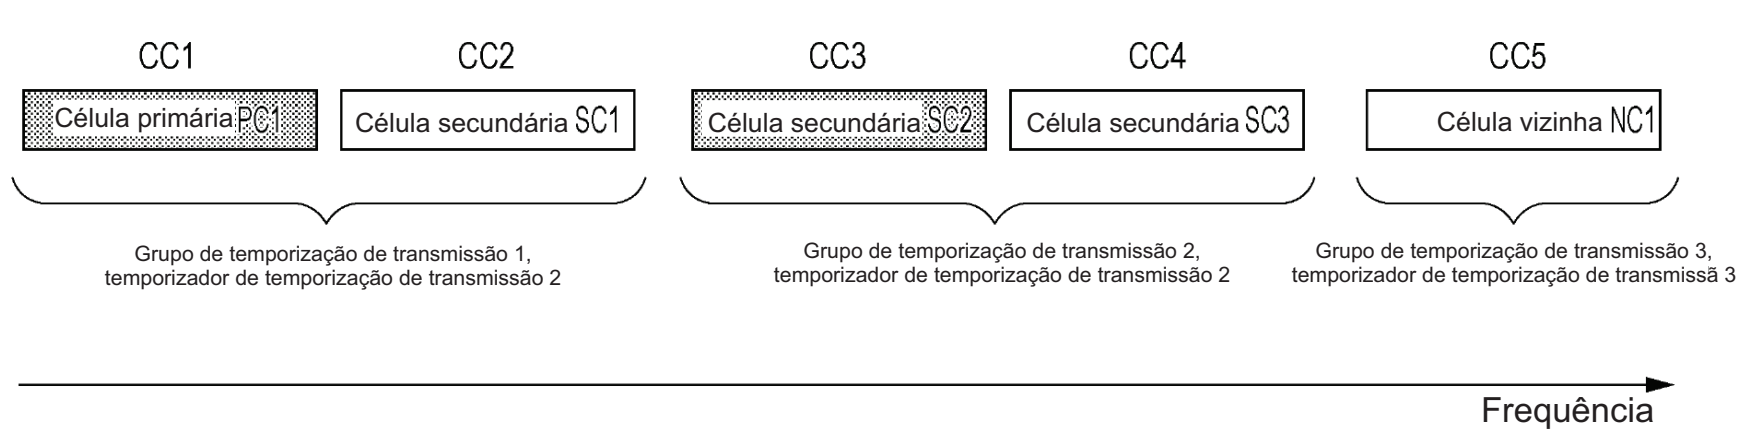 CC1
CC2
CC3
CC4
CC5
Célula primária PC1
Célula secundária SC1
Célula secundária SC2
Célula secundária SC3
Célula vizinha NC1
Grupo de temporização de transmissão 1,
temporizador de temporização de transmissão 2
Grupo de temporização de transmissão 2,
temporizador de temporização de transmissão 2
Grupo de temporização de transmissão 3,
temporizador de temporização de transmissã 3
Frequência